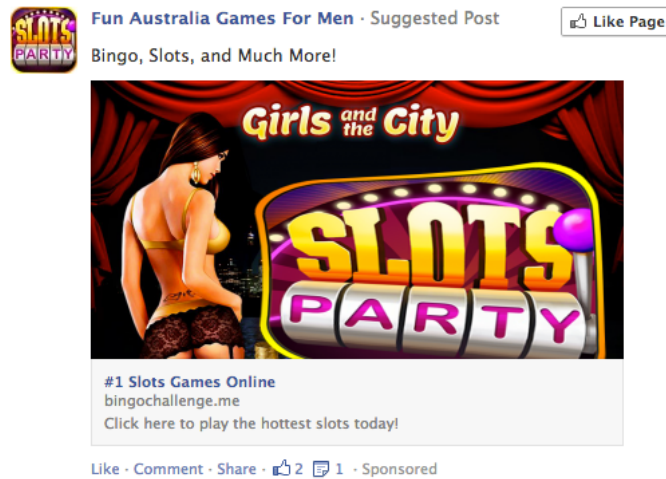 SLOTS
PARTY
Fun Australia Games For Men · Suggested Post
Like Page
Bingo, Slots, and Much More!
Girls and the City
SLOTS
PARTY
#1 Slots Games Online
bingochallenge.me
Click here to play the hottest slots today!
Like · Comment · Share · 2 1 · Sponsored